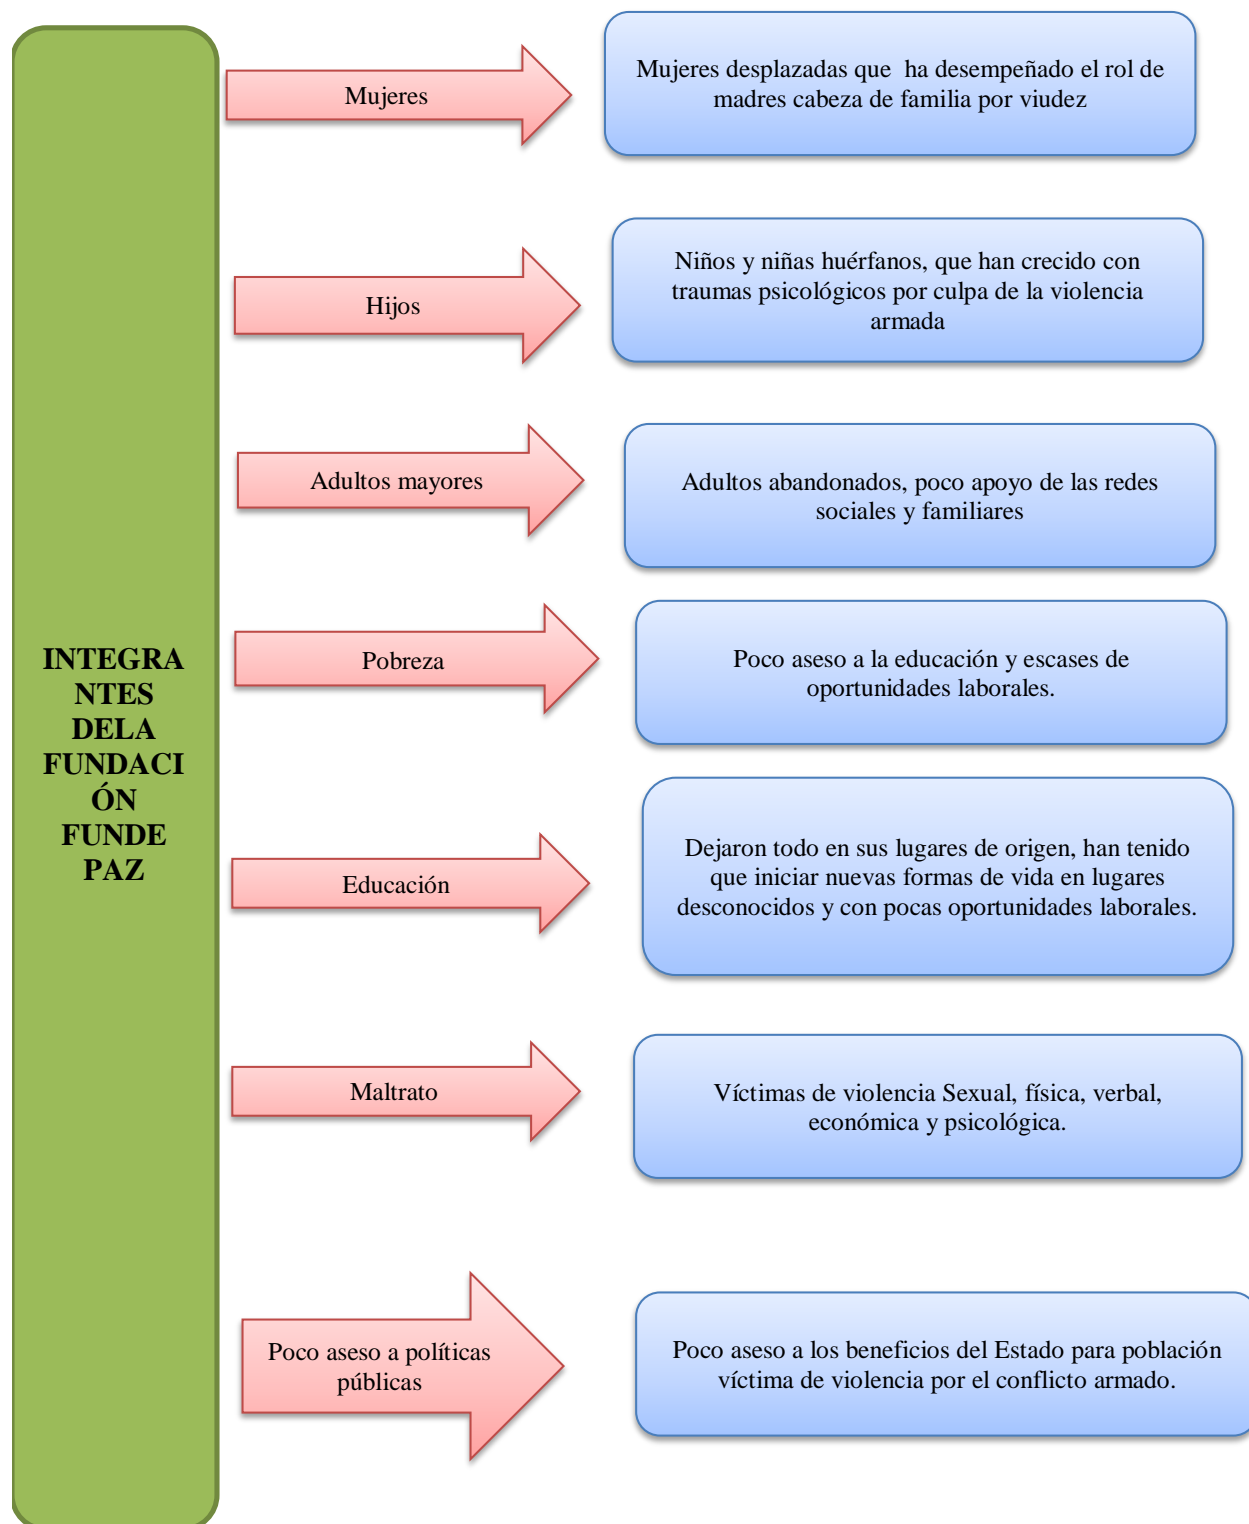 Mujeres
Mujeres desplazadas que  ha desempeñado el rol de
madres cabeza de familia por viudez
Hijos
Niños y niñas huérfanos, que han crecido con
traumas psicológicos por culpa de la violencia
armada
Adultos mayores
Adultos abandonados, poco apoyo de las redes
sociales y familiares
INTEGRA
NTES
DELA
FUNDACI
ÓN
FUNDE
PAZ
Pobreza
Poco aseso a la educación y escases de
oportunidades laborales.
Educación
Dejaron todo en sus lugares de origen, han tenido
que iniciar nuevas formas de vida en lugares
desconocidos y con pocas oportunidades laborales.
Maltrato
Víctimas de violencia Sexual, física, verbal,
económica y psicológica.
Poco aseso a políticas
públicas
Poco aseso a los beneficios del Estado para población
víctima de violencia por el conflicto armado.